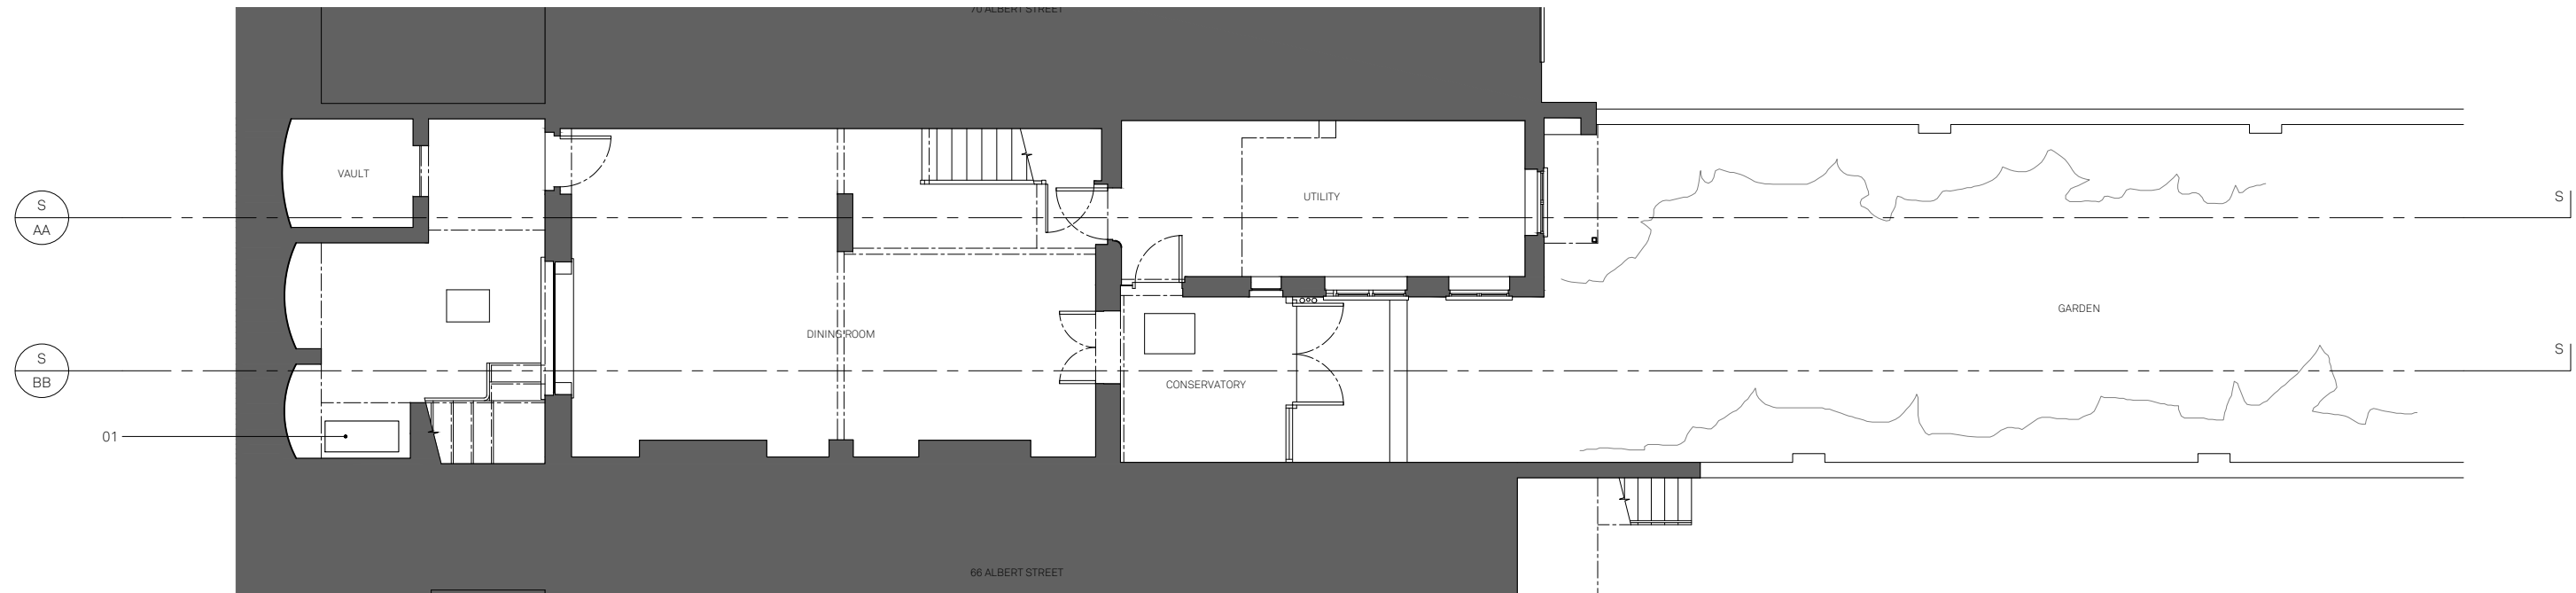 70 ALBERT STREET
VAULT
UTILITY
S
AA
S
GARDEN
DINING ROOM
S
BB
S
CONSERVATORY
01
66 ALBERT STREET